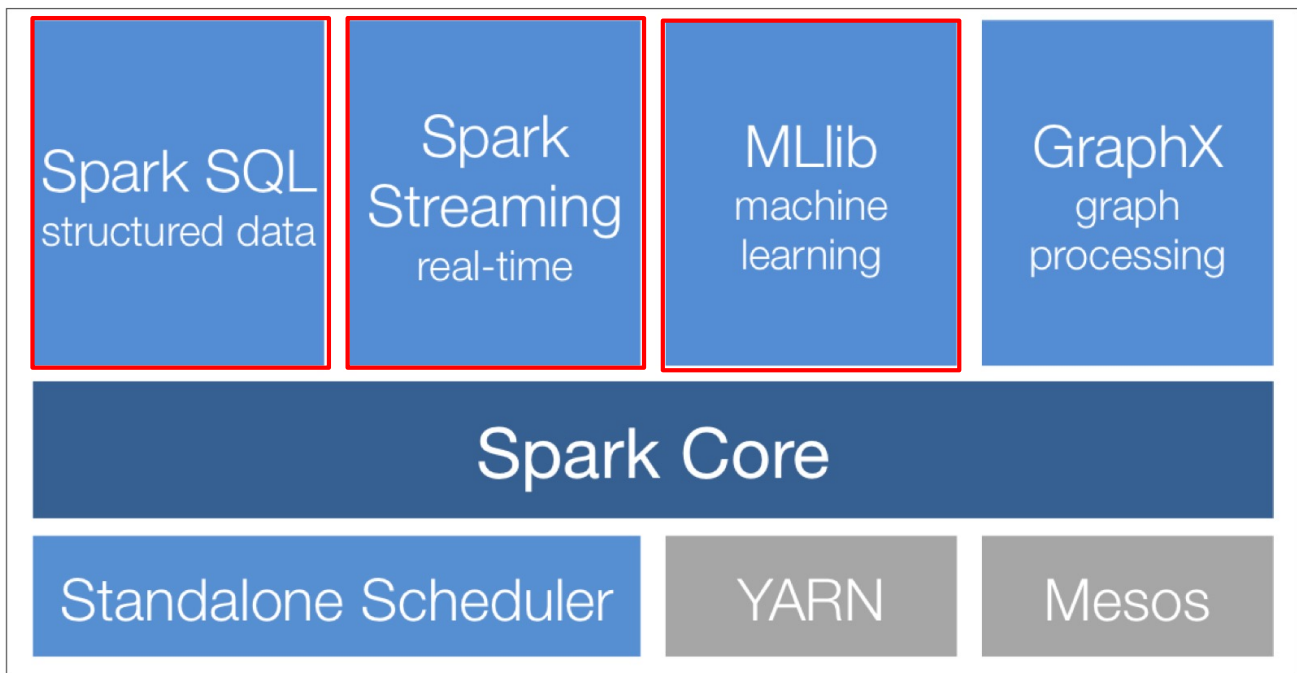 Spark SQL
structured data
Spark
Streaming
real-time
MLlib
machine
learning
GraphX
graph
processing
Spark Core
Standalone Scheduler
YARN
Mesos